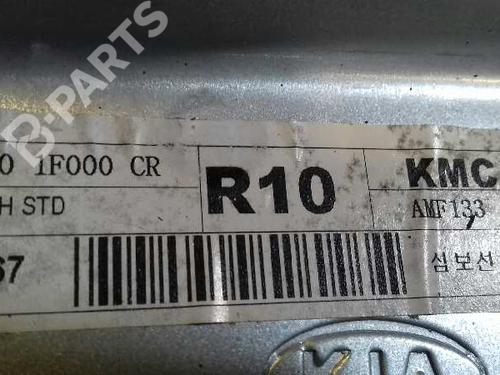 B-PARTS
0 1F000 CR
R10
KMC
H STD
AMF133
67
심보선
KIA